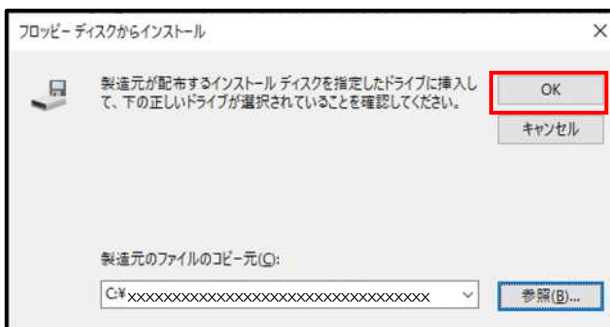 フロッピー ディスクからインストール
製造元が配布するインストール ディスクを指定したドライブに挿入し
て、下の正しいドライブが選択されていることを確認してください。
OK
キャンセル
製造元のファイルのコピー元(C):
C:¥xxxxxxxxxxxxxxxxxxxxxxxxxxxxxxxxxx
参照(B)...